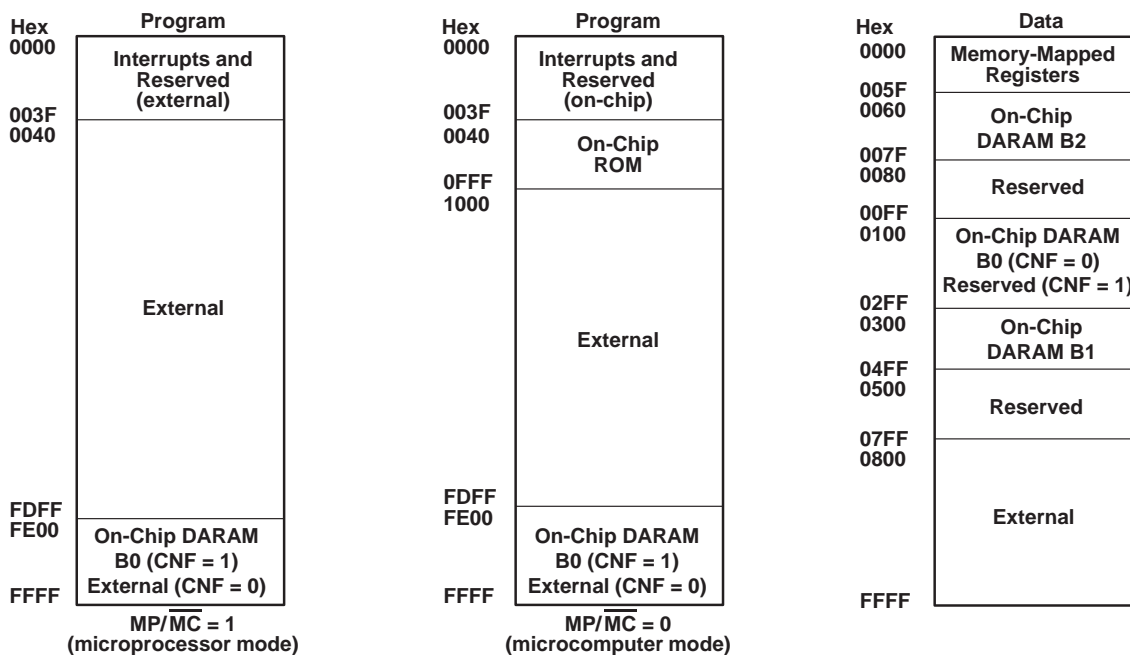 Hex
Program
0000
Interrupts and
Reserved
(external)
003F
0040
External
FDFF
FE00
On-Chip DARAM
B0 (CNF = 1)
External (CNF = 0)
FFFF
MP/MC = 1
(microprocessor mode)
Hex
Program
0000
Interrupts and
Reserved
(on-chip)
003F
0040
On-Chip
ROM
0FFF
1000
External
FDFF
FE00
On-Chip DARAM
B0 (CNF = 1)
External (CNF = 0)
FFFF
MP/MC = 0
(microcomputer mode)
Hex
Data
0000
Memory-Mapped
Registers
005F
0060
On-Chip
DARAM B2
007F
0080
Reserved
00FF
0100
On-Chip DARAM
B0 (CNF = 0)
Reserved (CNF = 1)
02FF
0300
On-Chip
DARAM B1
04FF
0500
Reserved
07FF
0800
External
FFFF